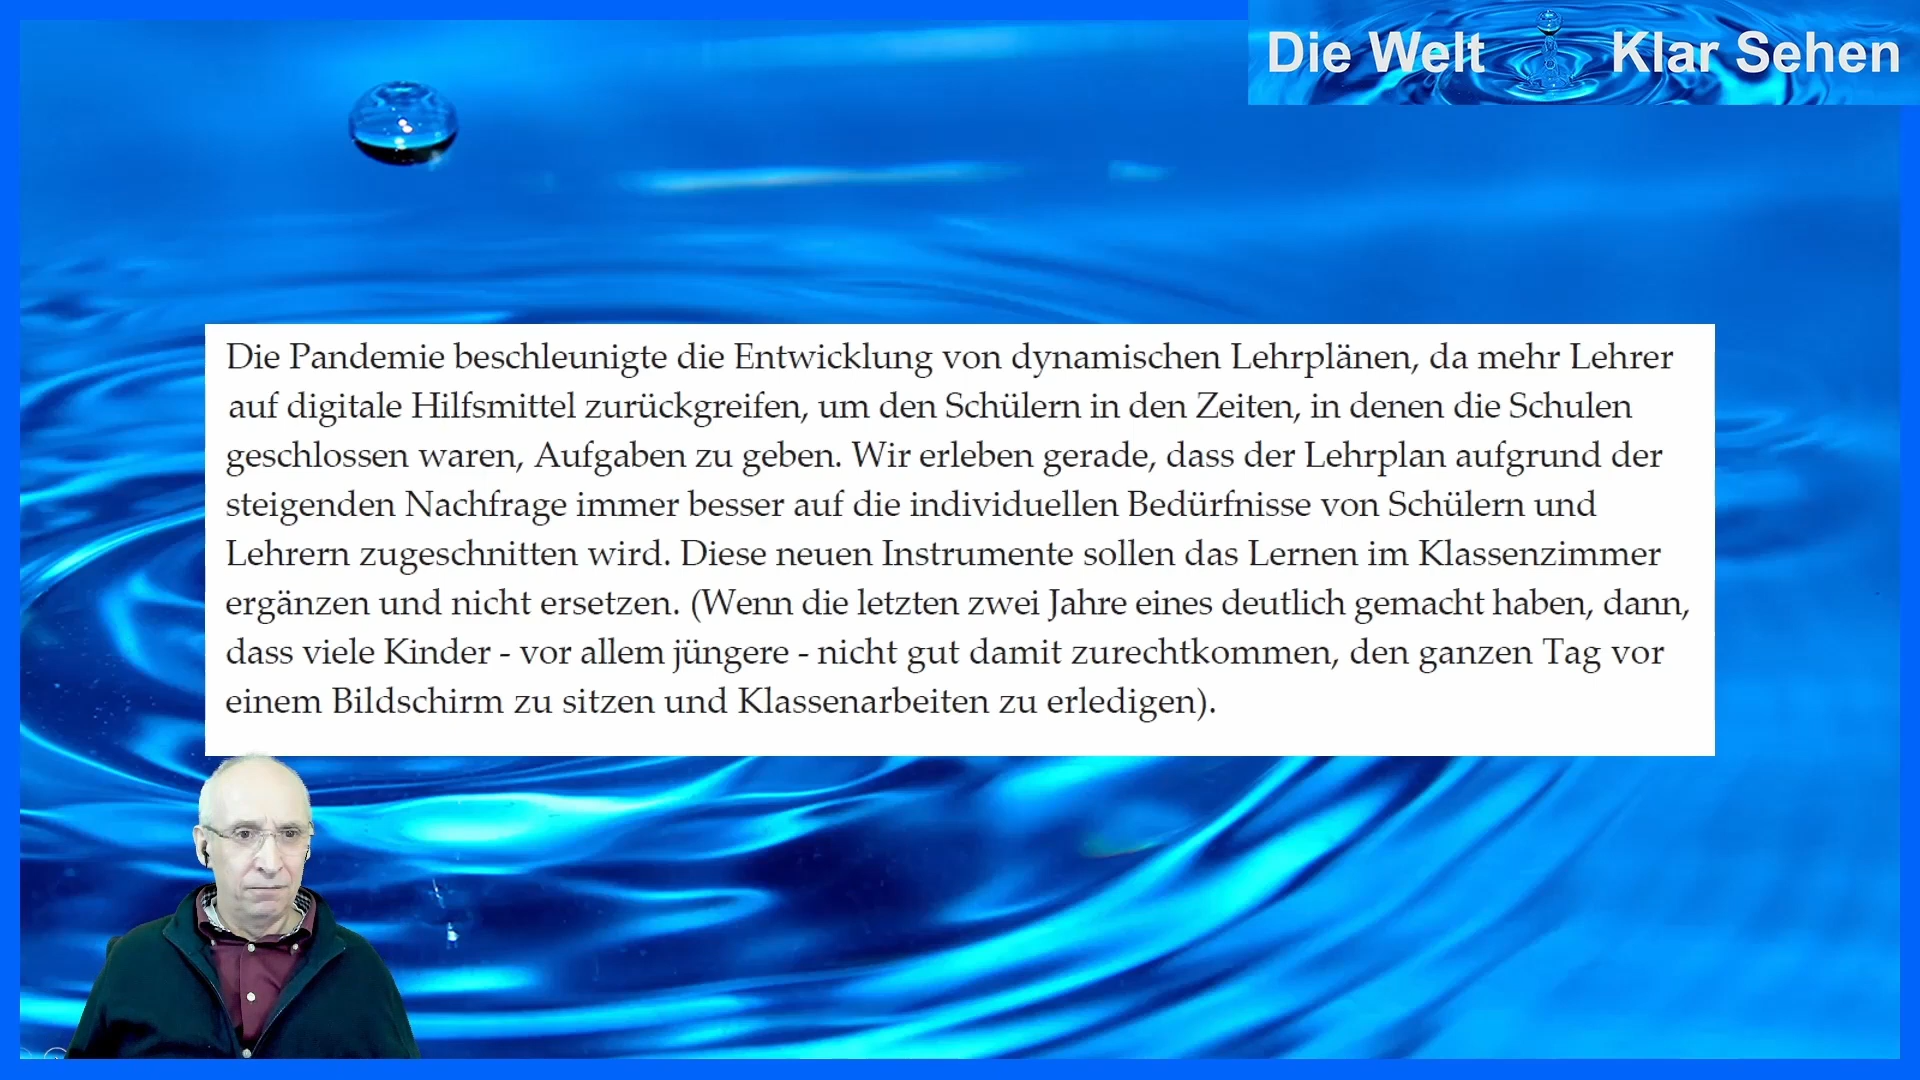 Die Welt Klar Sehen
Die Pandemie beschleunigte die Entwicklung von dynamischen Lehrplänen, da mehr Lehrer
auf digitale Hilfsmittel zurückgreifen, um den Schülern in den Zeiten, in denen die Schulen
geschlossen waren, Aufgaben zu geben. Wir erleben gerade, dass der Lehrplan aufgrund der
steigenden Nachfrage immer besser auf die individuellen Bedürfnisse von Schülern und
Lehrern zugeschnitten wird. Diese neuen Instrumente sollen das Lernen im Klassenzimmer
ergänzen und nicht ersetzen. (Wenn die letzten zwei Jahre eines deutlich gemacht haben, dann,
dass viele Kinder - vor allem jüngere - nicht gut damit zurechtkommen, den ganzen Tag vor
einem Bildschirm zu sitzen und Klassenarbeiten zu erledigen).